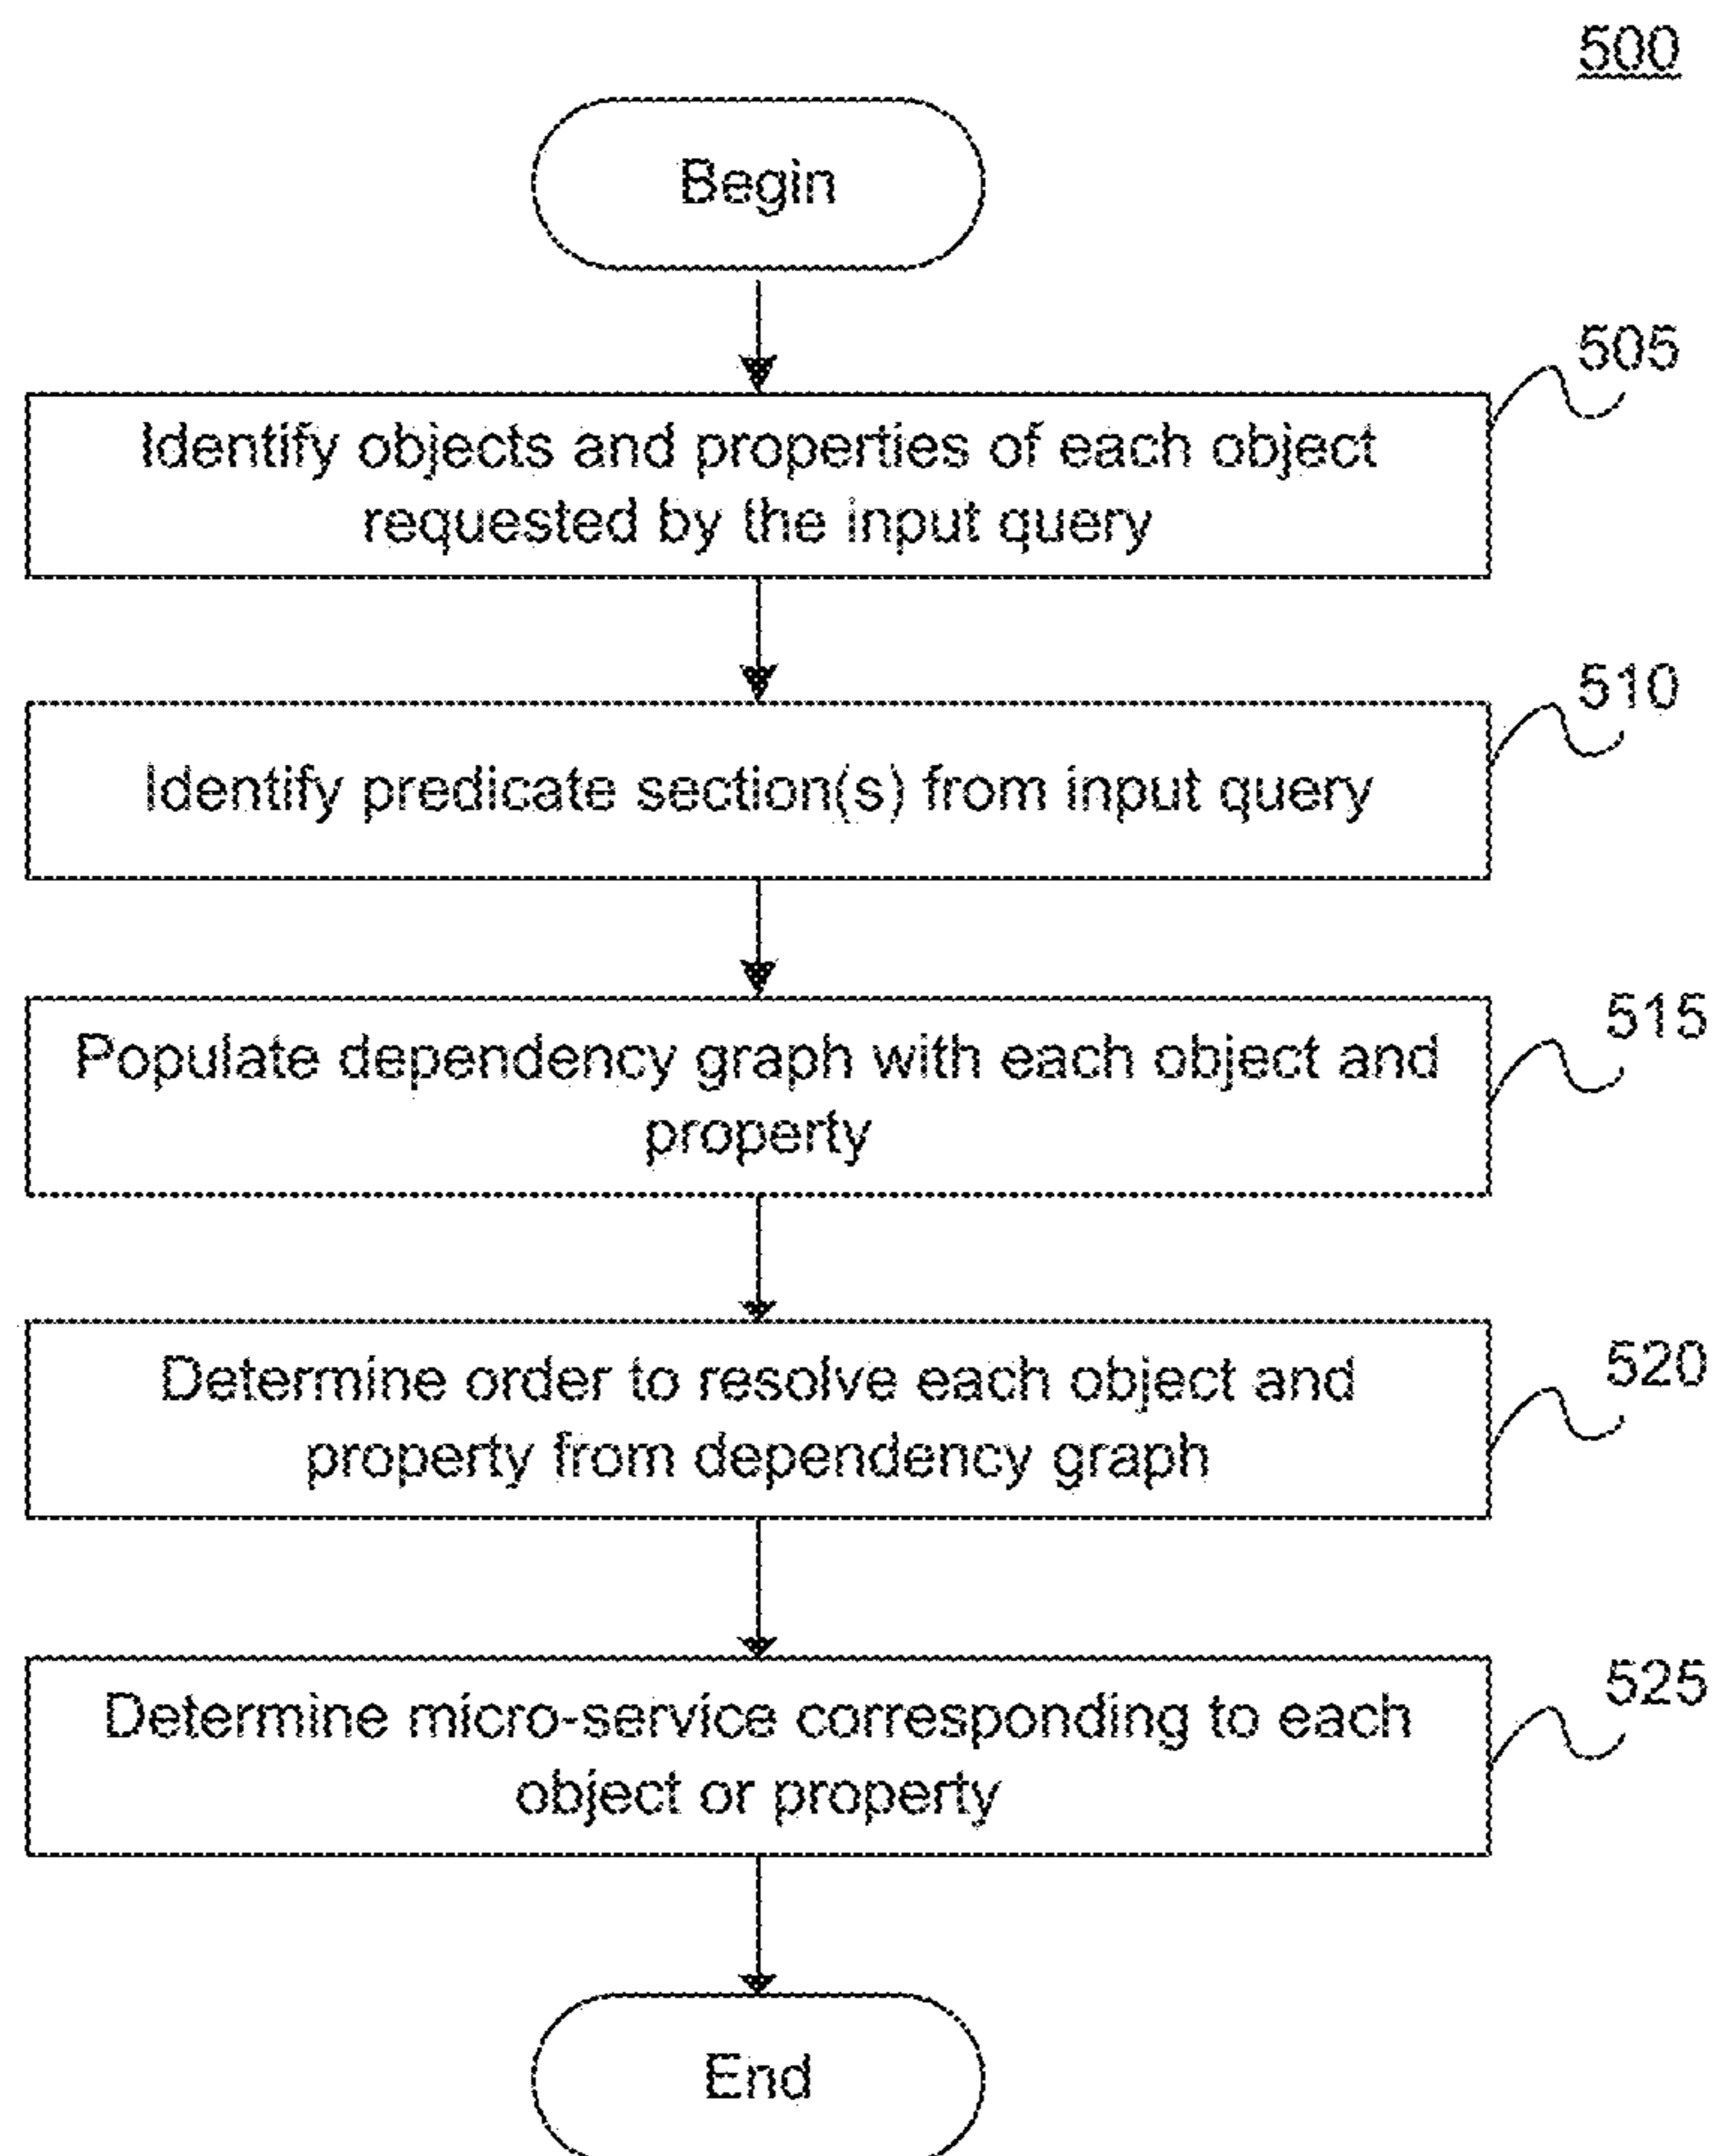 500
Begin
505
Identify objects and properties of each object
requested by the input query
510
Identify predicate section(s) from input query
515
Populate dependency graph with each object and
property
520
Determine order to resolve each object and
property from dependency graph
525
Determine micro-service corresponding to each
object or property
End